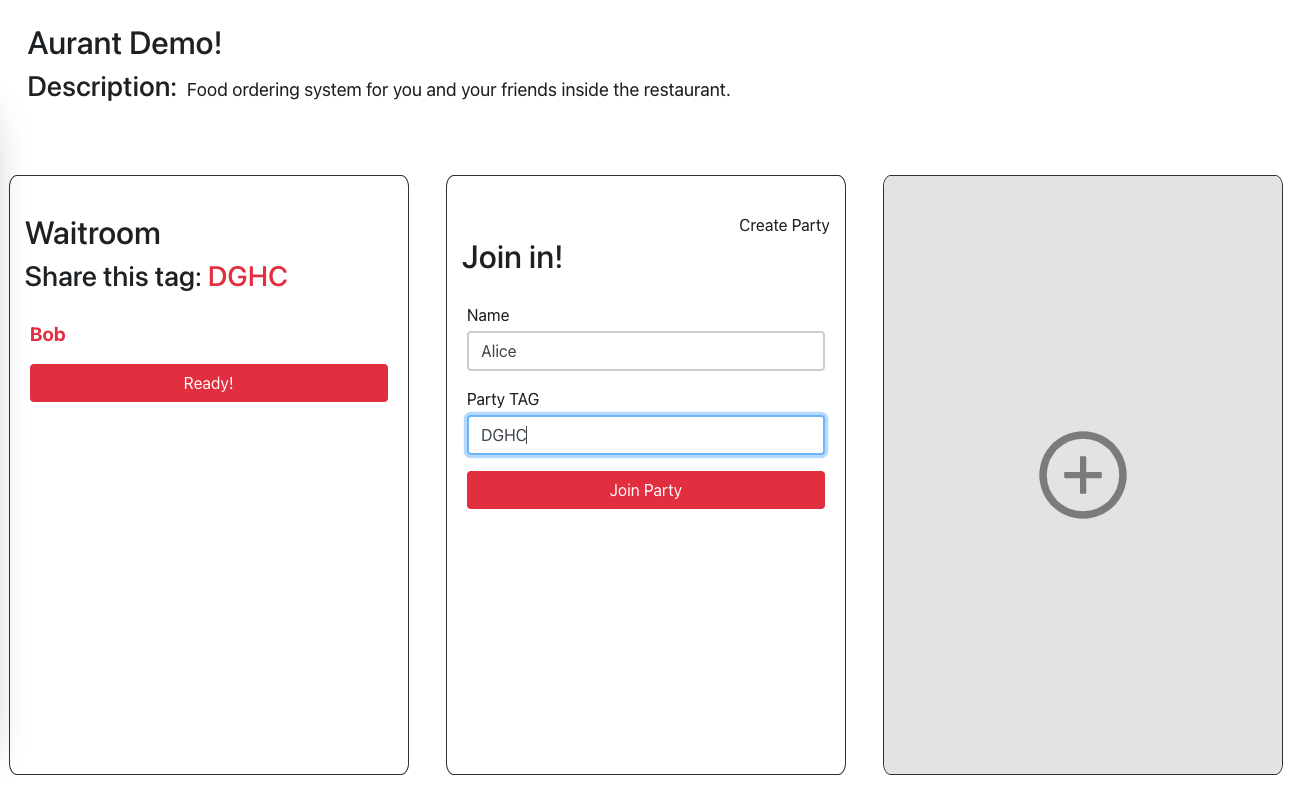 Aurant Demo!
Description: Food ordering system for you and your friends inside the restaurant.
Waitroom
Share this tag: DGHC
Bob
Ready!
Create Party
Join in!
Name
Alice
Party TAG
DGHC
Join Party